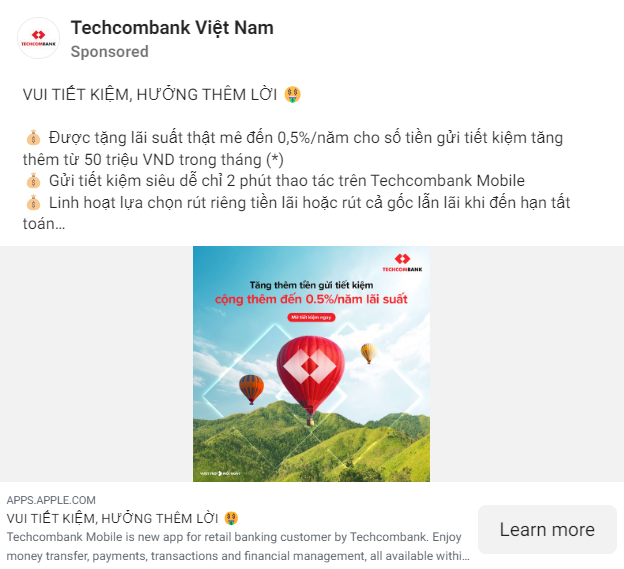 Techcombank Việt Nam
Sponsored
TECHCOMBANK
VUI TIẾT KIỆM, HƯỞNG THÊM LỜI 🤑
💰 Được tặng lãi suất thật mê đến 0,5%/năm cho số tiền gửi tiết kiệm tăng
thêm từ 50 triệu VND trong tháng (*)
💰 Gửi tiết kiệm siêu dễ chỉ 2 phút thao tác trên Techcombank Mobile
💰 Linh hoạt lựa chọn rút riêng tiền lãi hoặc rút cả gốc lẫn lãi khi đến hạn tất
toán…
TECHCOMBANK
Tăng thêm tiền gửi tiết kiệm
cộng thêm đến 0.5%/năm lãi suất
Mở tiết kiệm ngay
VƯỢT TRỘI HƠN MỖI NGÀY
APPS.APPLE.COM
VUI TIẾT KIỆM, HƯỞNG THÊM LỜI 🤑
Techcombank Mobile is new app for retail banking customer by Techcombank. Enjoy
money transfer, payments, transactions and financial management, all available withi…
Learn more